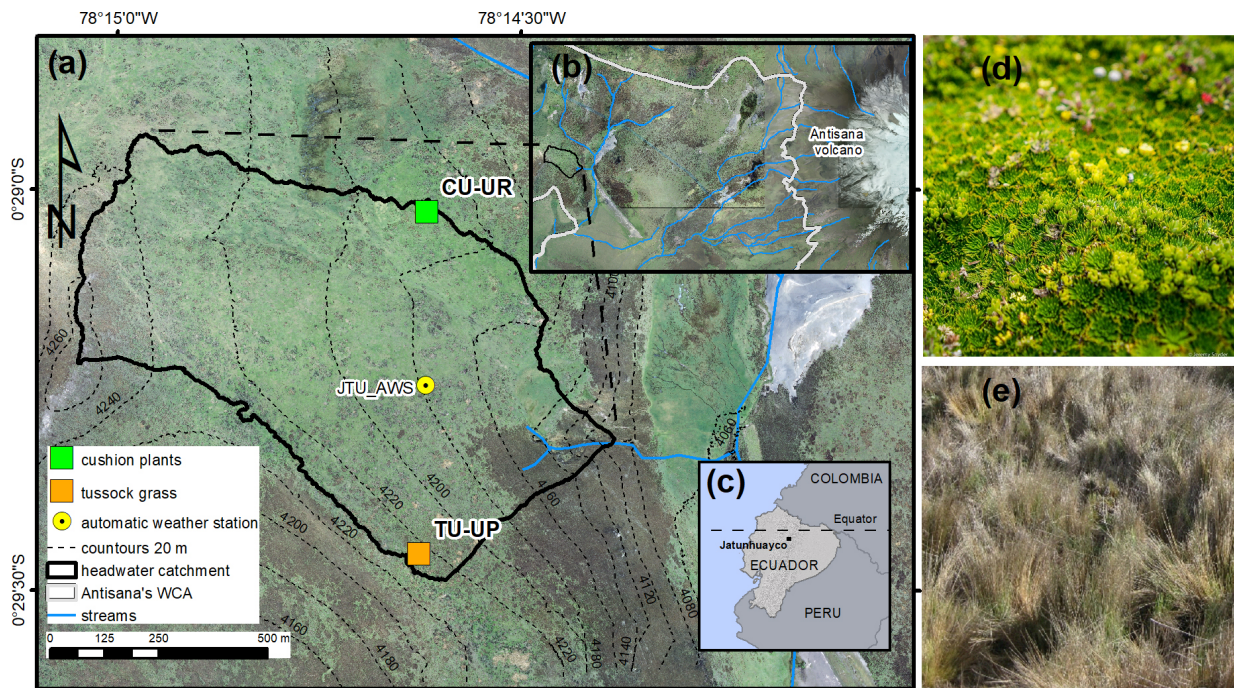 78°15'0"W
78°14'30"W
(a)
(b)
(d)
Antisana
volcano
0°29'0"S
CU-UR
N
4100
4260
JTU_AWS
4240
4060
cushion plants
tussock grass
automatic weather station
countours 20 m
headwater catchment
Antisana's WCA
streams
0 125 250 500 m
4200
4220
4160
TU-UP
4200
4220
4160
4180
4220
4180
4140
4120
4080
0°29'30"S
(c)
COLOMBIA
Equator
Jatunhuayco
ECUADOR
PERU
© Jeremy Snyder
(e)